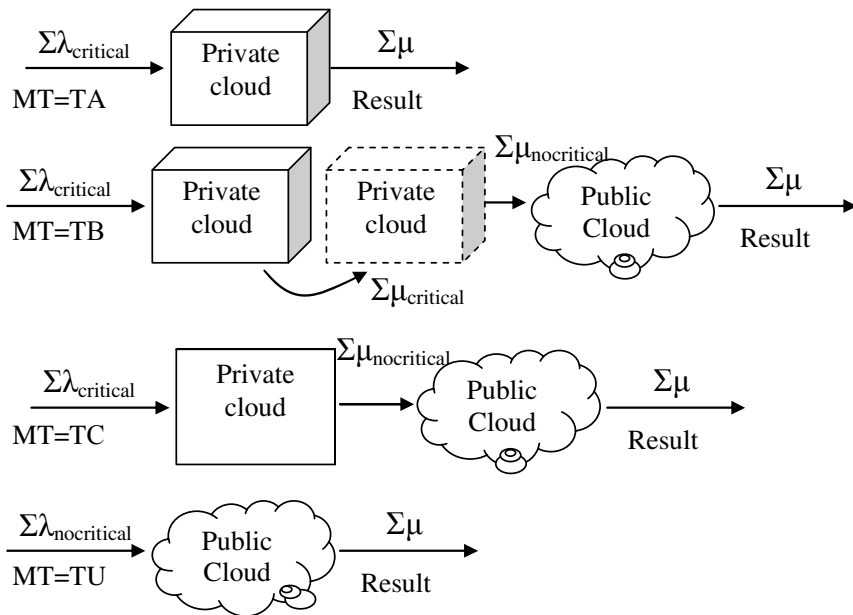 Σλcritical
Private
cloud
Σμ
MT=TA
Result
Σλcritical
Private
cloud
Private
cloud
Σμnocritical
Public
Cloud
Σμ
MT=TB
Result
Σμcritical
Σλcritical
Private
cloud
Σμnocritical
Public
Cloud
Σμ
MT=TC
Result
Σλnocritical
Public
Cloud
Σμ
MT=TU
Result